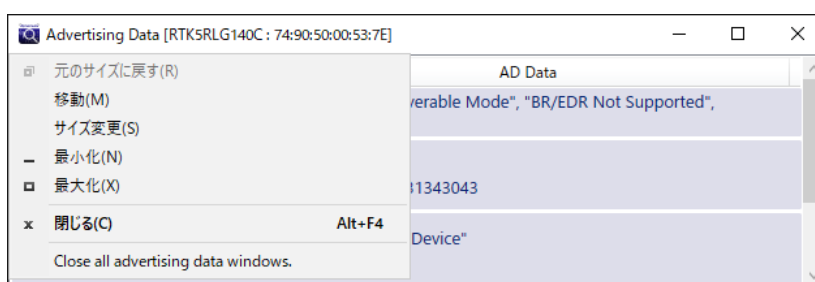 Advertising Data [RTK5RLG140C : 74:90:50:00:53:7E]
元のサイズに戻す(R)
AD Data
移動(M)
verable Mode", "BR/EDR Not Supported",
サイズ変更(S)
最小化(N)
最大化(X)
31343043
閉じる(C) Alt+F4
Device"
Close all advertising data windows.